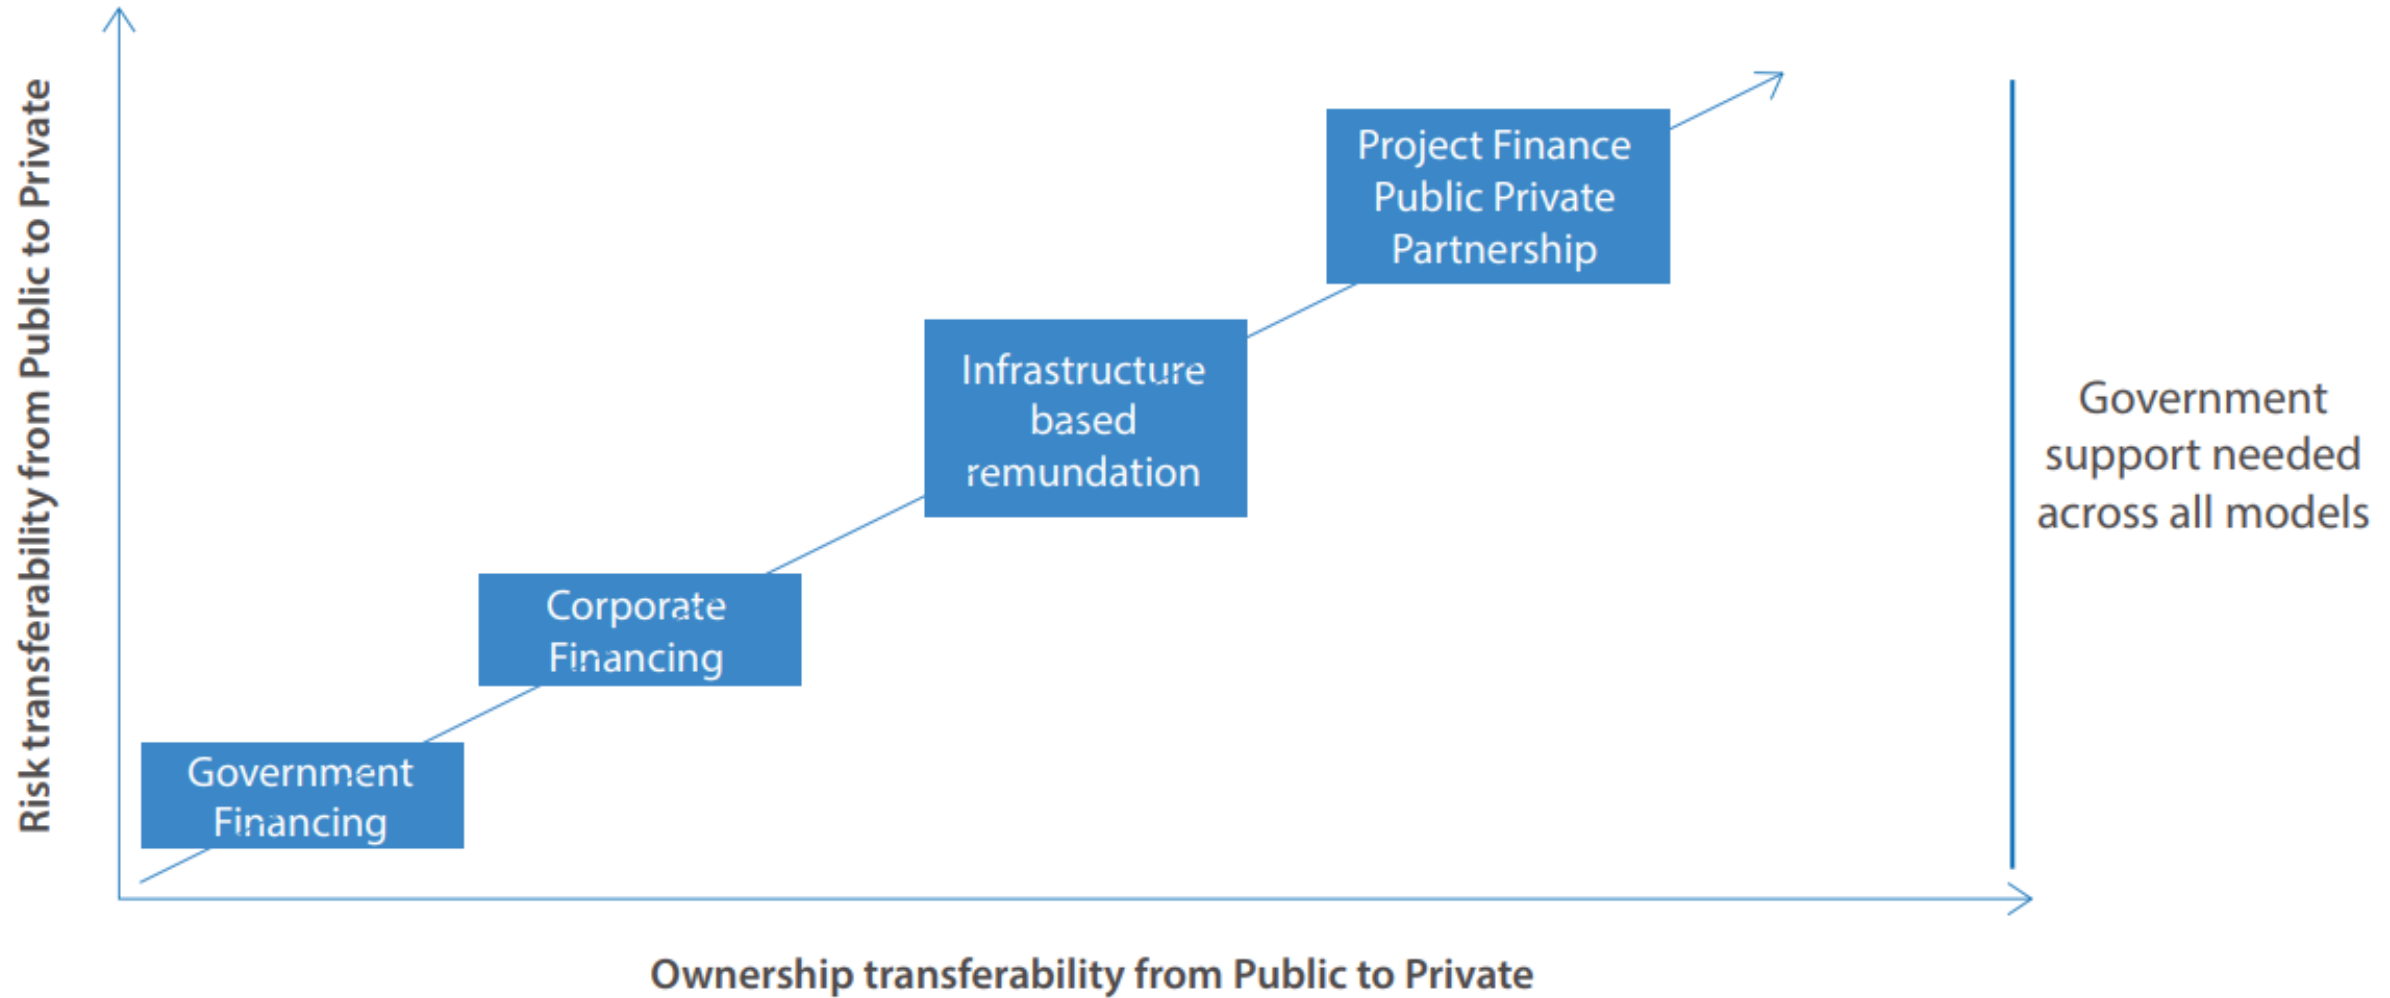 Risk transferability from Public to Private
Project Finance
Public Private
Partnership
Infrastructure
based
remundation
Corporate
Financing
Government
Financing
Government
support needed
across all models
Ownership transferability from Public to Private